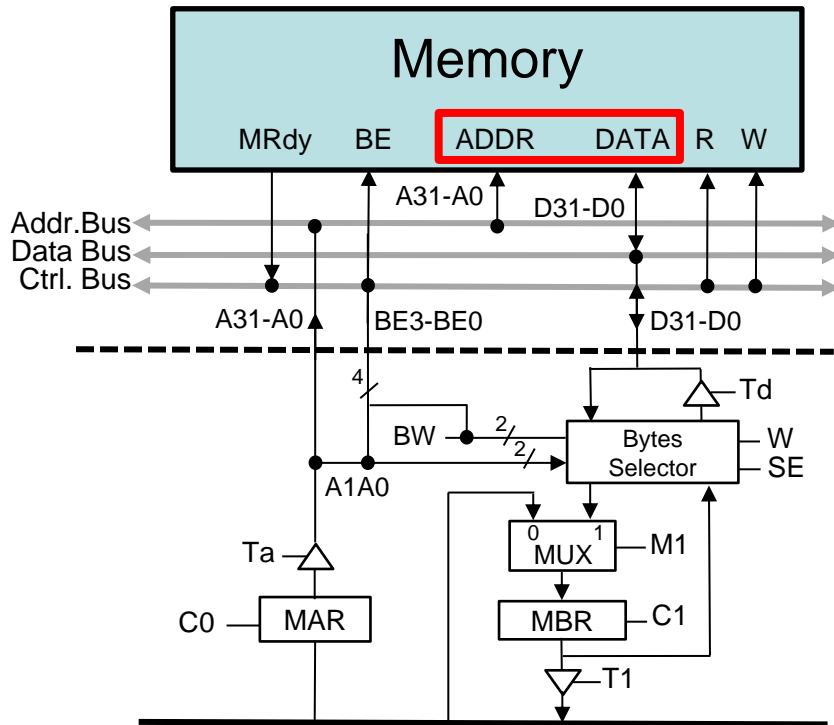 Memory
MRdy BE ADDR DATA R W
A31-A0 D31-D0
Addr.Bus
Data Bus
Ctrl. Bus
A31-A0 BE3-BE0 D31-D0
4 Td
BW 2 Bytes W
2 Selector SE
A1A0
0 1
Ta MUX M1
C0 MAR MBR C1
T1